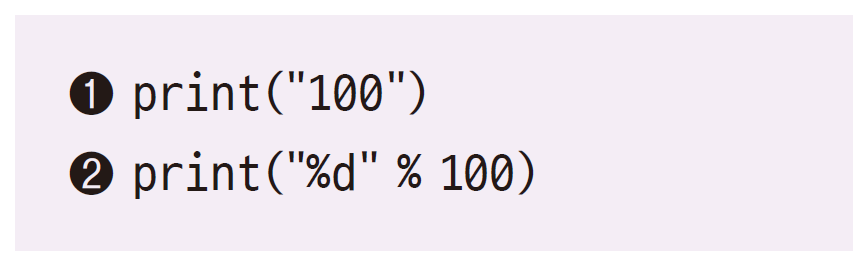 ❶ print("100")
❷ print("%d" % 100)